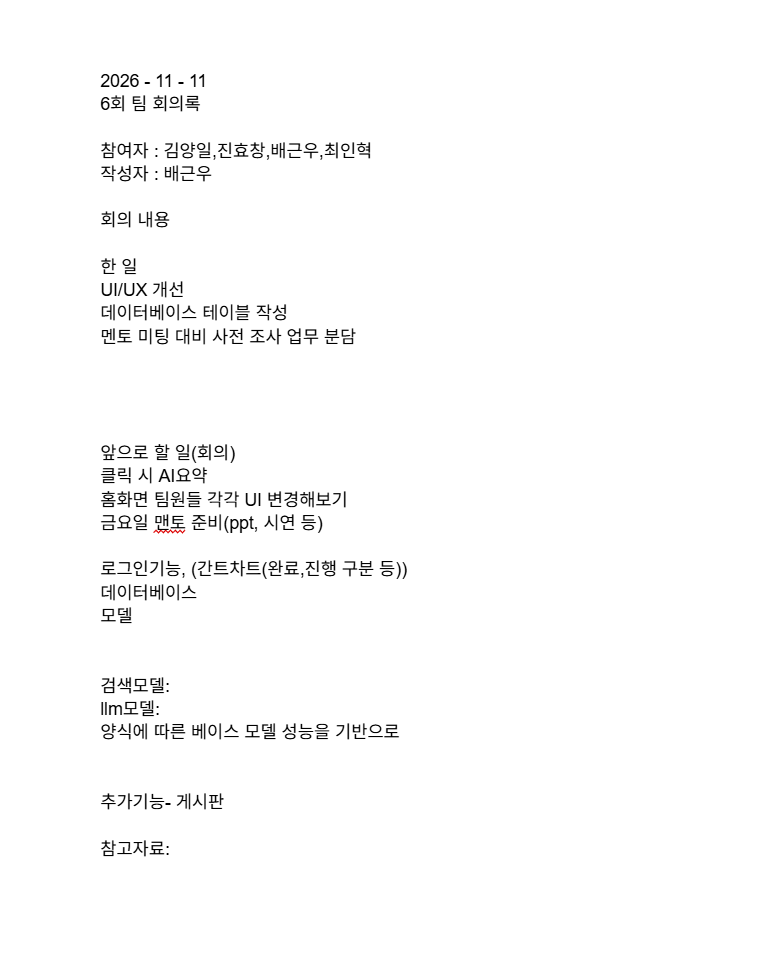 2026 - 11 - 11
6회 팀 회의록
참여자 : 김양일,진효창,배근우,최인혁
작성자 : 배근우
회의 내용
한 일
UI/UX 개선
데이터베이스 테이블 작성
멘토 미팅 대비 사전 조사 업무 분담
앞으로 할 일(회의)
클릭 시 AI요약
홈화면 팀원들 각각 UI 변경해보기
금요일 맨토 준비(ppt, 시연 등)
로그인기능, (간트차트(완료,진행 구분 등))
데이터베이스
모델
검색모델:
llm모델:
양식에 따른 베이스 모델 성능을 기반으로
추가기능- 게시판
참고자료: